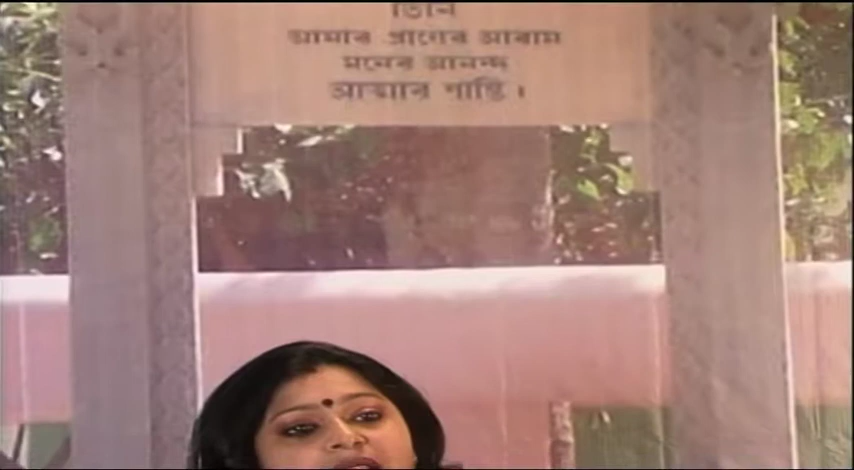 তিনি
আমার প্রাণের আরাম
মনের আনন্দ
আত্মার শান্তি।